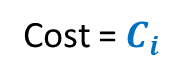 Cost = Cᵢ